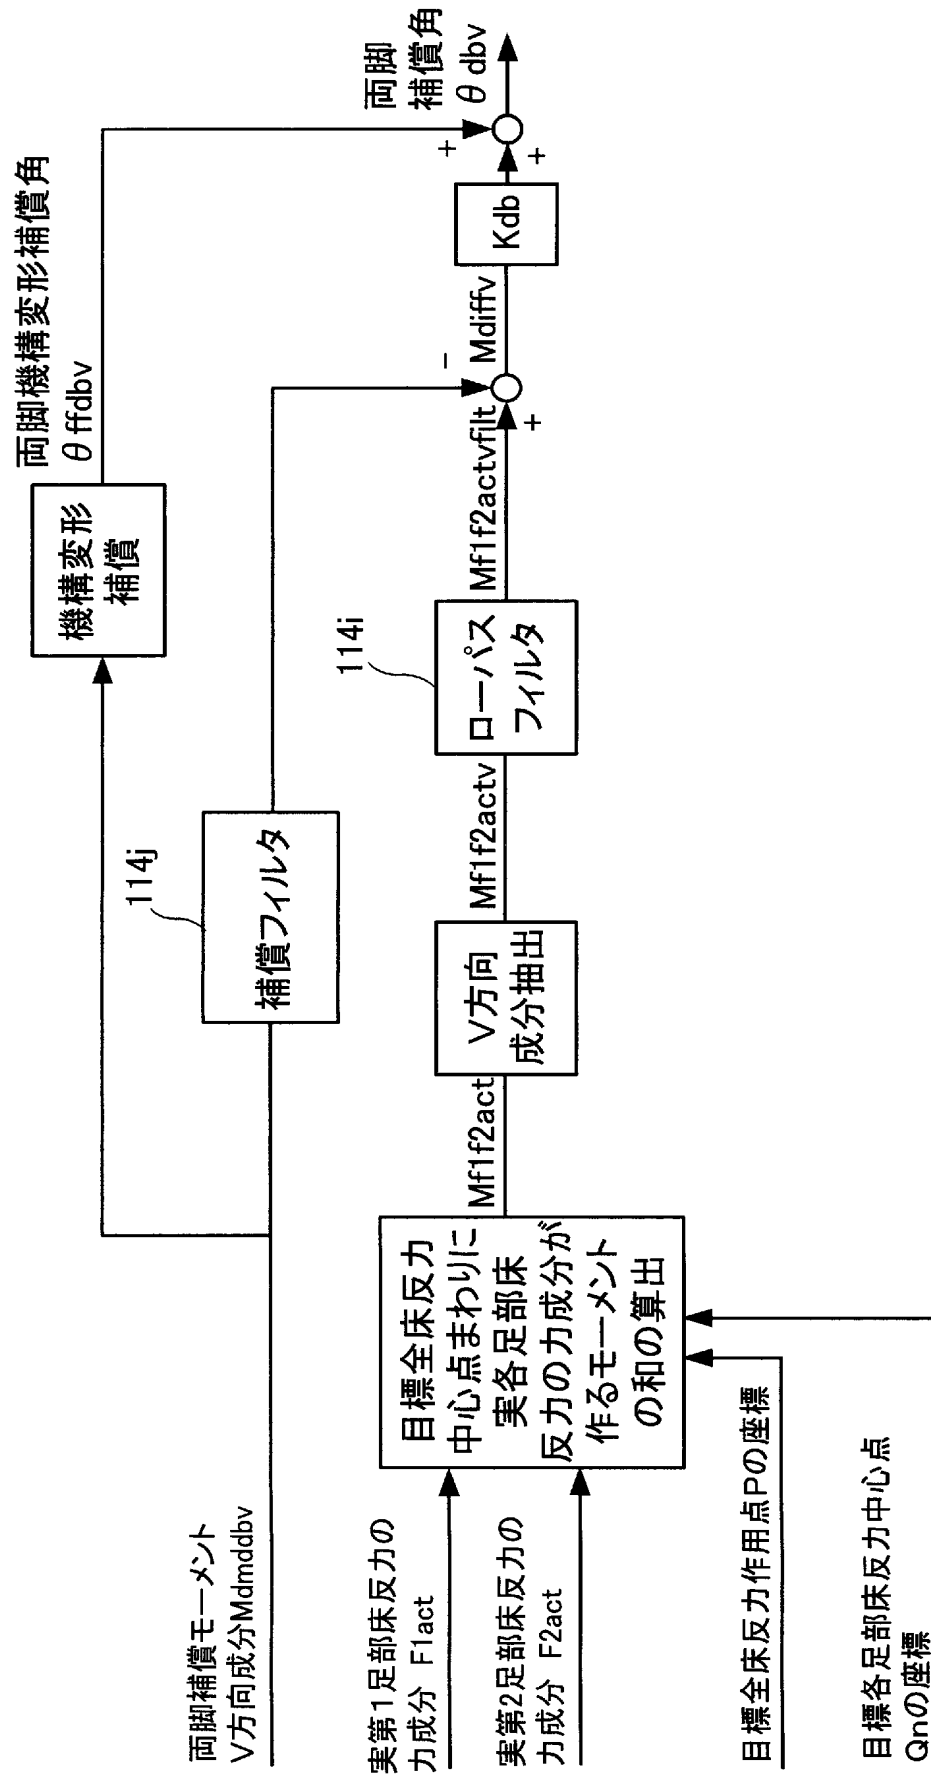 両脚補償モーメント
V方向成分Mdmddbv
実第1足部床反力の
力成分 F1act
実第2足部床反力の
力成分 F2act
目標全床反力作用点Pの座標
目標各足部床反力中心点
Qnの座標
目標全床反力
中心点まわりに
実各足部床
反力の力成分が
作るモーメント
の和の算出
Mf1f2act
V方向
成分抽出
Mf1f2actv
114i
ローパス
フィルタ
Mf1f2actvfilt
114j
補償フィルタ
機構変形
補償
両脚機構変形補償角
θffdbv
-
+
Mdiffv
Kdb
+
+
両脚
補償角
θdbv